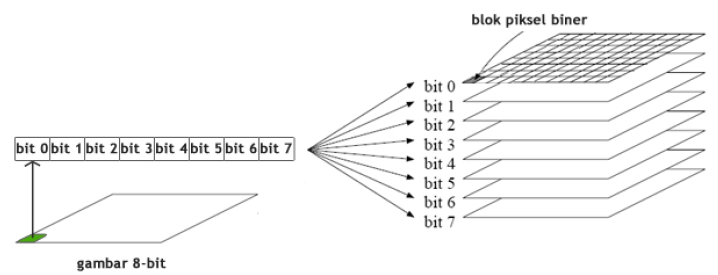 blok piksel biner
bit 0
bit 1
bit 2
bit 3
bit 4
bit 5
bit 6
bit 7
bit 0 bit 1 bit 2 bit 3 bit 4 bit 5 bit 6 bit 7
gambar 8-bit